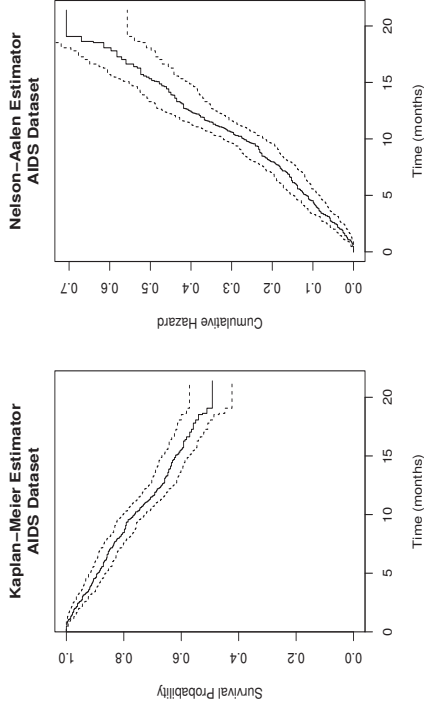 Kaplan−Meier Estimator
AIDS Dataset
Survival Probability
1.0
0.8
0.6
0.4
0.2
0.0
0 5 10 15 20
Time (months)
Nelson−Aalen Estimator
AIDS Dataset
Cumulative Hazard
0.7
0.6
0.5
0.4
0.3
0.2
0.1
0.0
0 5 10 15 20
Time (months)